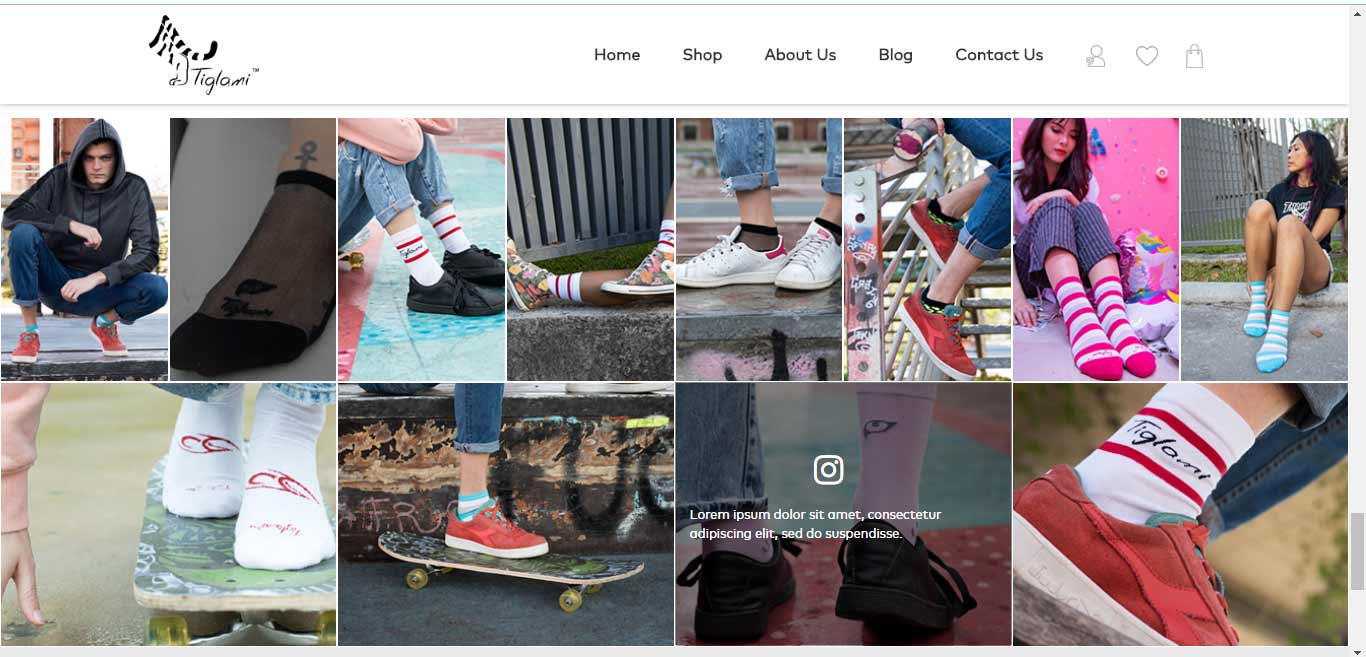 Tiglami™
Home
Shop
About Us
Blog
Contact Us
Tiglami
Lorem ipsum dolor sit amet, consectetur
adipiscing elit, sed do suspendisse.
Tiglami